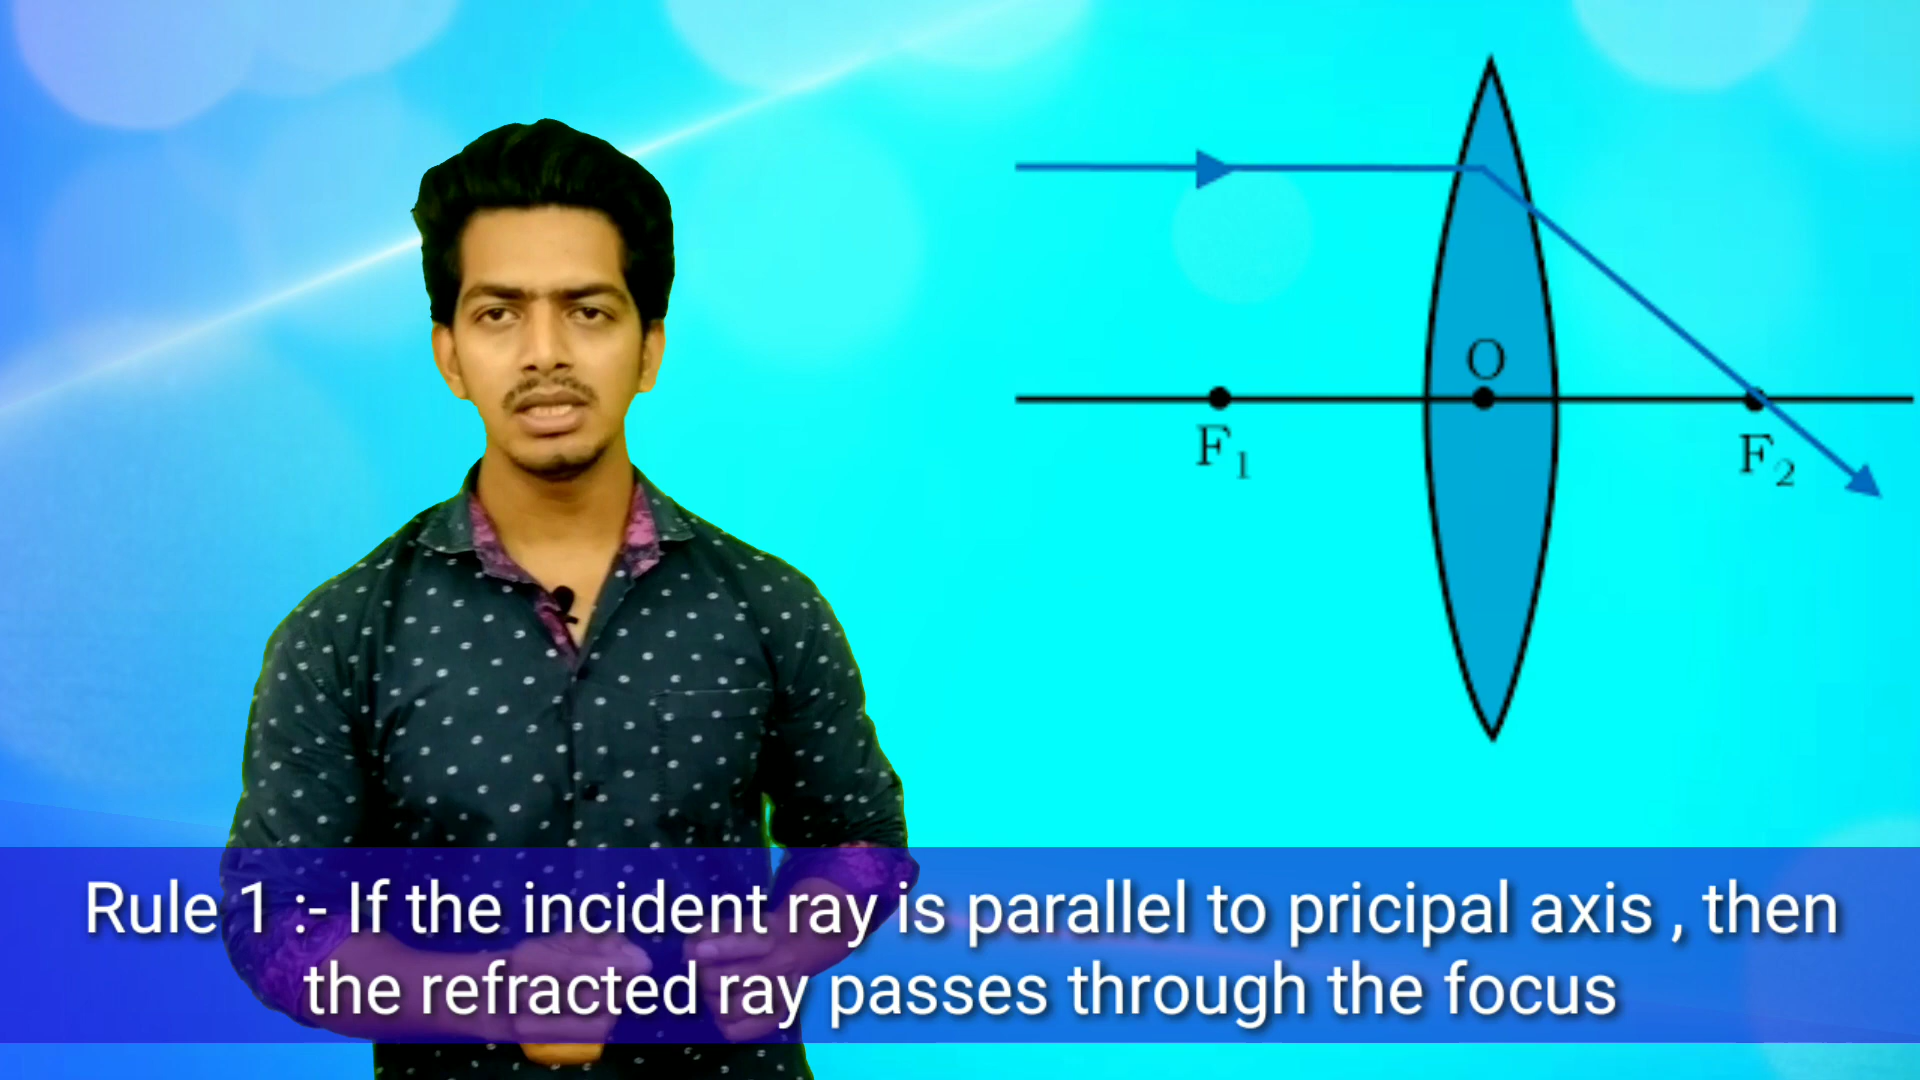 O
F1
F2
Rule 1 :- If the incident ray is parallel to pricipal axis , then
the refracted ray passes through the focus